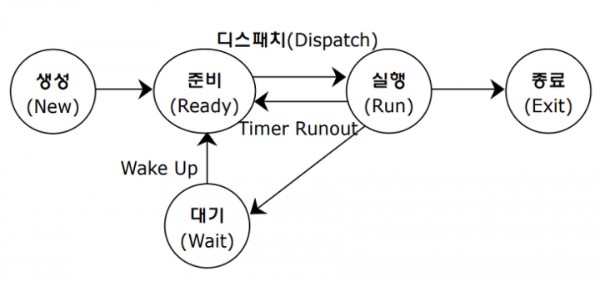 디스패치(Dispatch)
생성
(New)
준비
(Ready)
실행
(Run)
종료
(Exit)
Timer Runout
Wake Up
대기
(Wait)